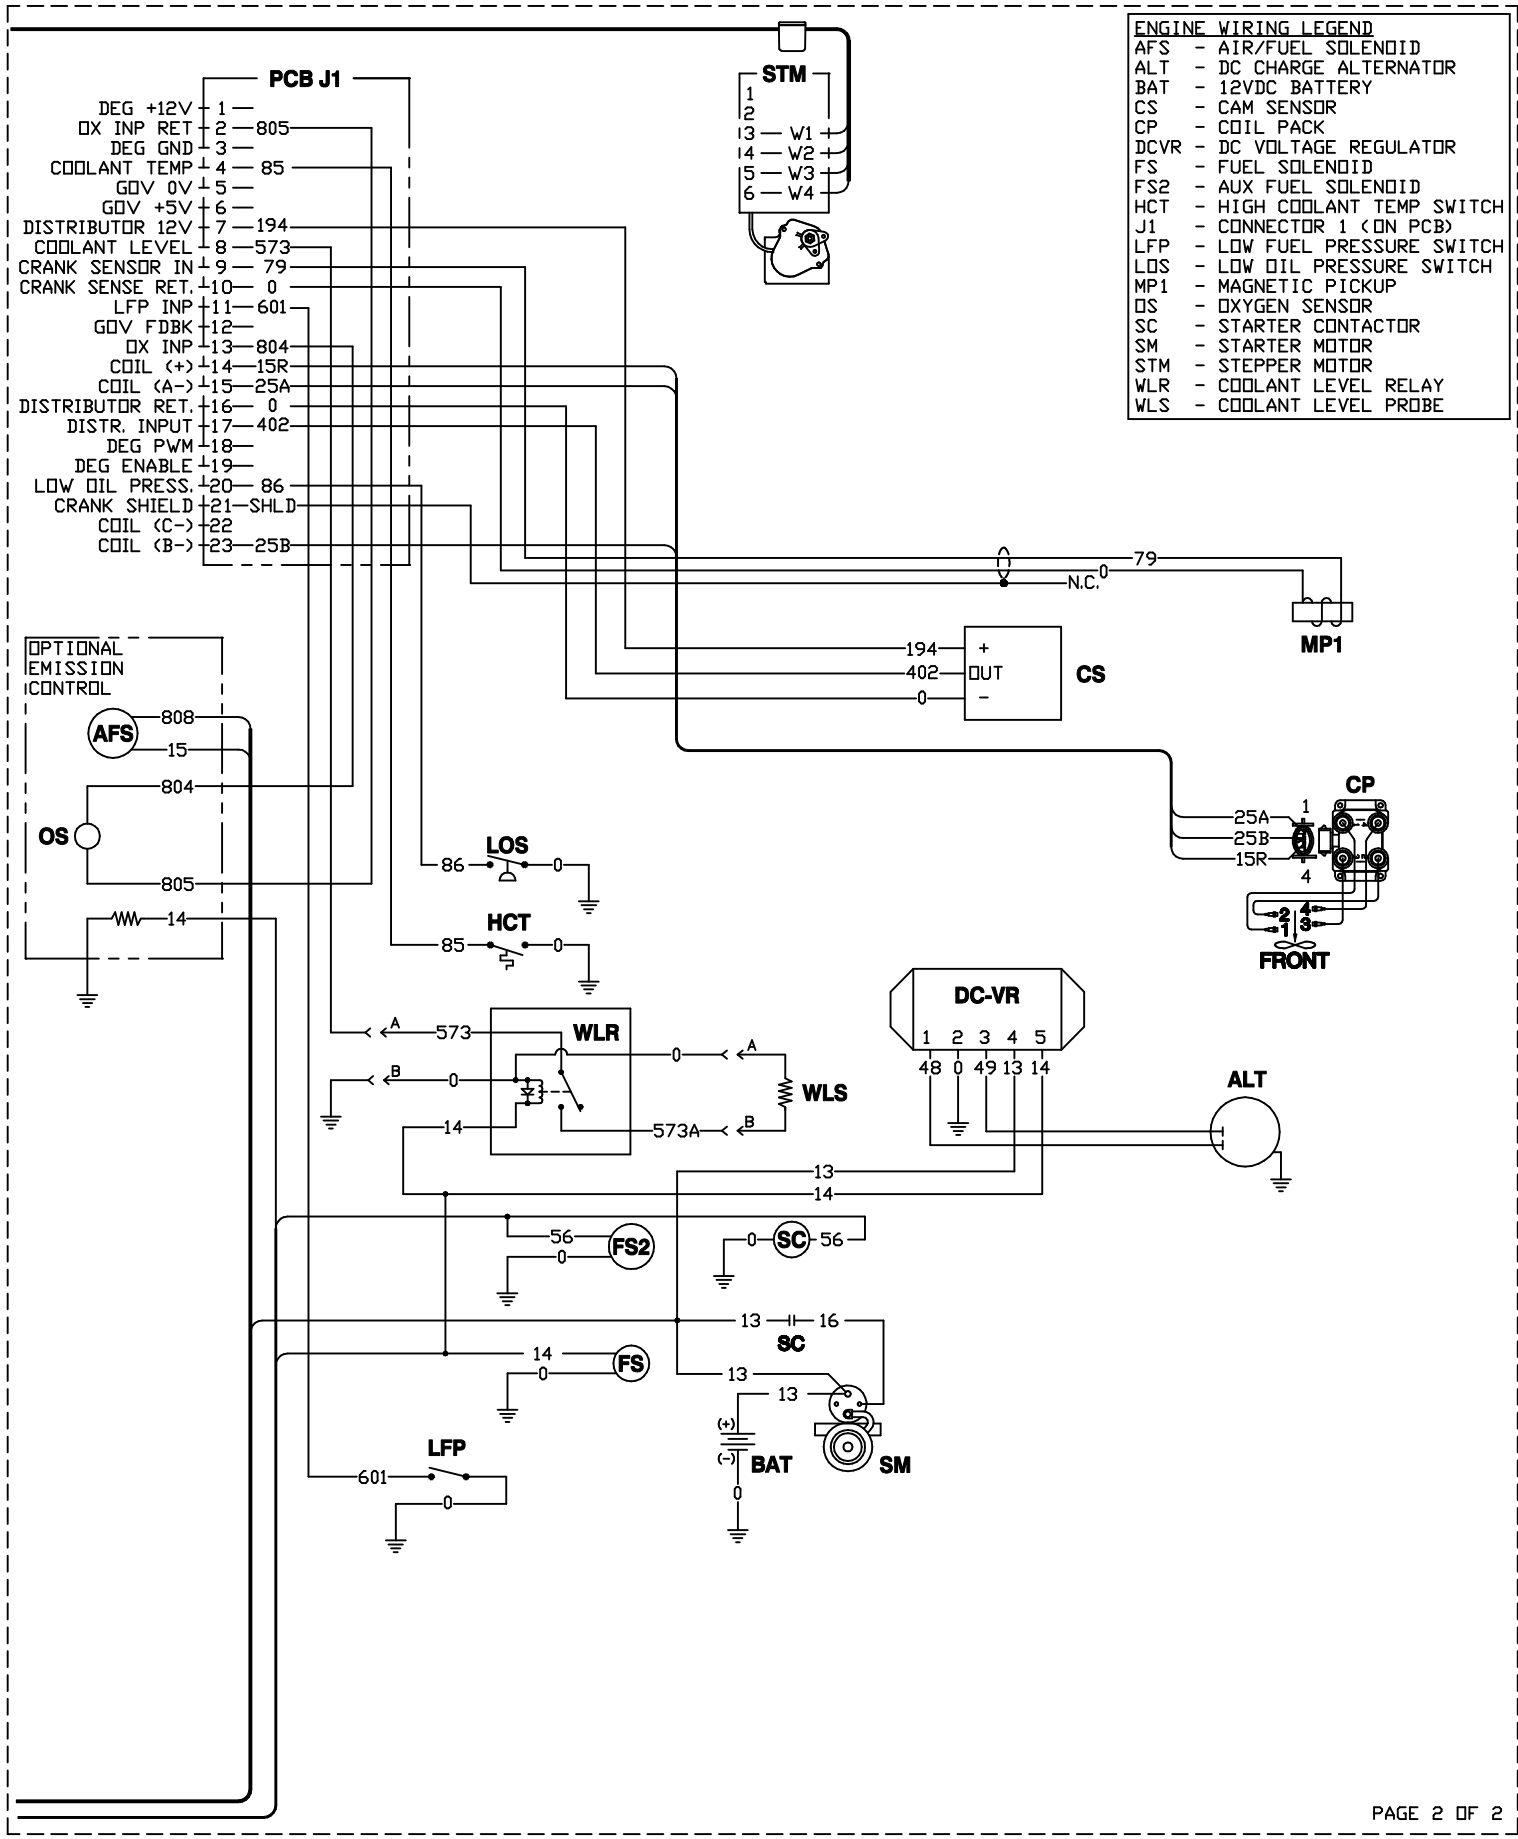 ENGINE WIRING LEGEND
AFS - AIR/FUEL SOLENOID
ALT - DC CHARGE ALTERNATOR
BAT - 12VDC BATTERY
CS - CAM SENSOR
CP - COIL PACK
DCVR - DC VOLTAGE REGULATOR
FS - FUEL SOLENOID
FS2 - AUX FUEL SOLENOID
HCT - HIGH COOLANT TEMP SWITCH
J1 - CONNECTOR 1 (ON PCB)
LFP - LOW FUEL PRESSURE SWITCH
LOS - LOW OIL PRESSURE SWITCH
MP1 - MAGNETIC PICKUP
OS - OXYGEN SENSOR
SC - STARTER CONTACTOR
SM - STARTER MOTOR
STM - STEPPER MOTOR
WLR - COOLANT LEVEL RELAY
WLS - COOLANT LEVEL PROBE
PCB J1
DEG +12V 1
OX INP RET 2 805
DEG GND 3
COOLANT TEMP 4 85
GOV 0V 5
GOV +5V 6
DISTRIBUTOR 12V 7 194
COOLANT LEVEL 8 573
CRANK SENSOR IN 9 79
CRANK SENSE RET. 10 0
LFP INP 11 601
GOV FDBK 12
OX INP 13 804
COIL (+) 14 15R
COIL (A-) 15 25A
DISTRIBUTOR RET. 16 0
DISTR. INPUT 17 402
DEG PWM 18
DEG ENABLE 19
LOW OIL PRESS. 20 86
CRANK SHIELD 21 SHLD
COIL (C-) 22
COIL (B-) 23 25B
STM
1
2
3 W1
4 W2
5 W3
6 W4
79
0
N.C.
MP1
194 +
402 OUT
0 -
CS
OPTIONAL
EMISSION
CONTROL
AFS
808
15
804
OS
805
14
CP
1
25A
25B
15R
4
2 4
1 3
FRONT
LOS
86 0
HCT
85 0
DC-VR
1 2 3 4 5
48 0 49 13 14
ALT
WLR
A 573
0 A
B 0
WLS
14
573A B
13
14
56
FS2
0
0 SC 56
13 16
SC
14
FS
0
13
13
(+)
(-)
BAT
SM
0
LFP
601
0
PAGE 2 OF 2